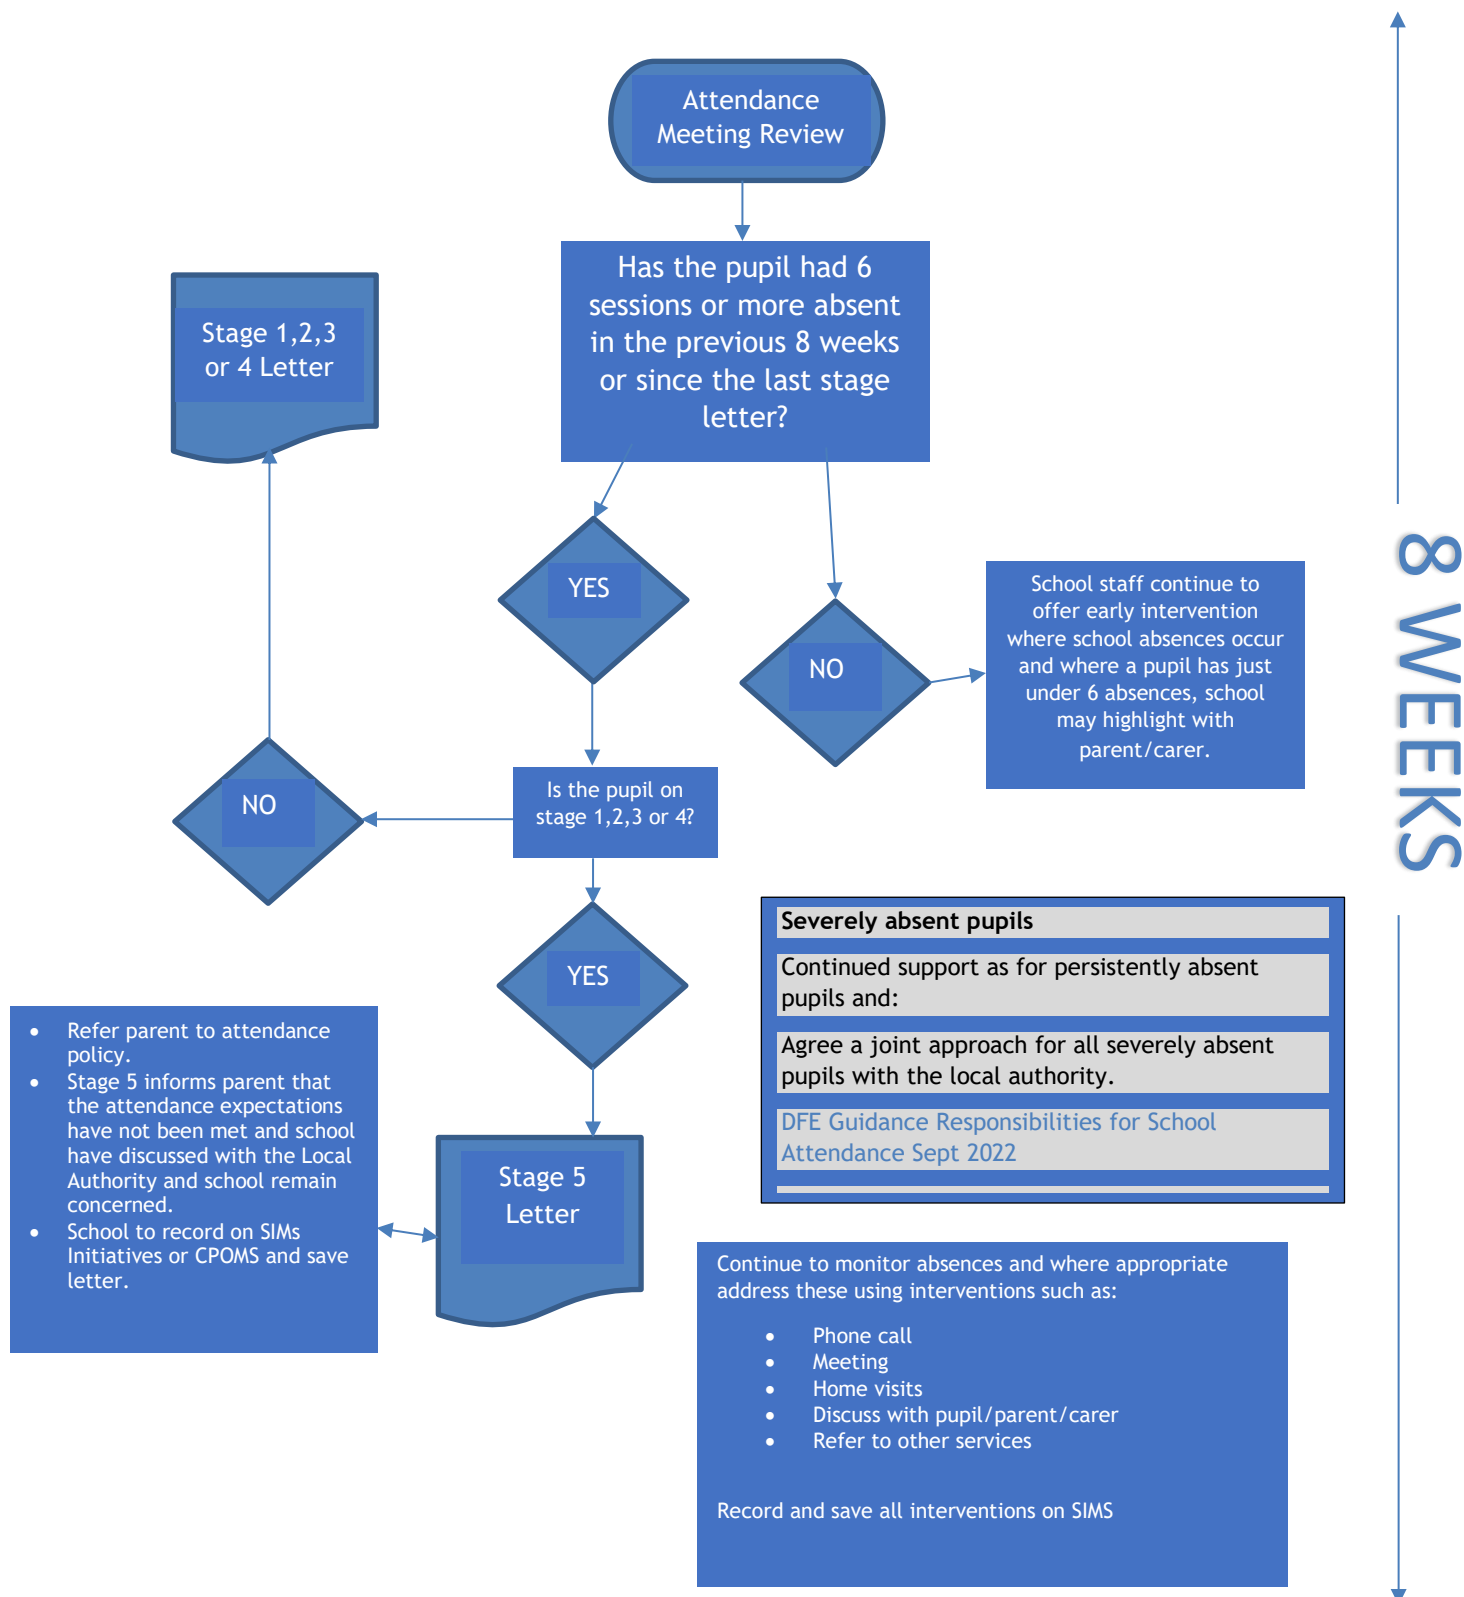 Attendance
Meeting Review
Has the pupil had 6
sessions or more absent
in the previous 8 weeks
or since the last stage
letter?
Stage 1,2,3
or 4 Letter
YES
NO
School staff continue to
offer early intervention
where school absences occur
and where a pupil has just
under 6 absences, school
may highlight with
parent/carer.
8 WEEKS
NO
Is the pupil on
stage 1,2,3 or 4?
YES
Severely absent pupils
Continued support as for persistently absent
pupils and:
Agree a joint approach for all severely absent
pupils with the local authority.
DFE Guidance Responsibilities for School
Attendance Sept 2022
• Refer parent to attendance
policy.
• Stage 5 informs parent that
the attendance expectations
have not been met and school
have discussed with the Local
Authority and school remain
concerned.
• School to record on SIMs
Initiatives or CPOMS and save
letter.
Stage 5
Letter
Continue to monitor absences and where appropriate
address these using interventions such as:
• Phone call
• Meeting
• Home visits
• Discuss with pupil/parent/carer
• Refer to other services
Record and save all interventions on SIMS